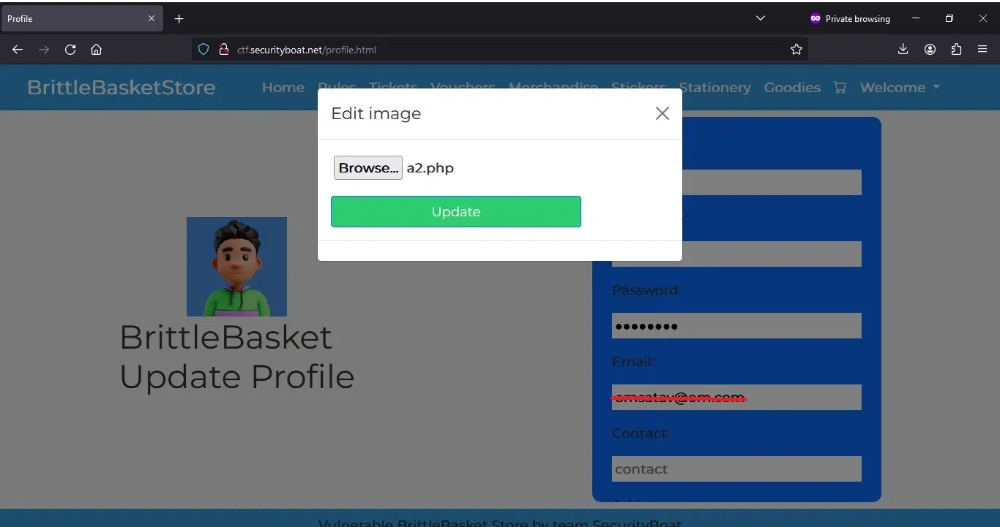 Profile
Private browsing
ctf.securityboat.net/profile.html
BrittleBasketStore Home Rules Tickets Vouchers Merchandise Stickers Stationery Goodies Welcome
Edit image
Browse... a2.php
Update
BrittleBasket
Update Profile
Password:
Email:
Contact:
contact
Vulnerable BrittleBasket Store by team SecurityBoat